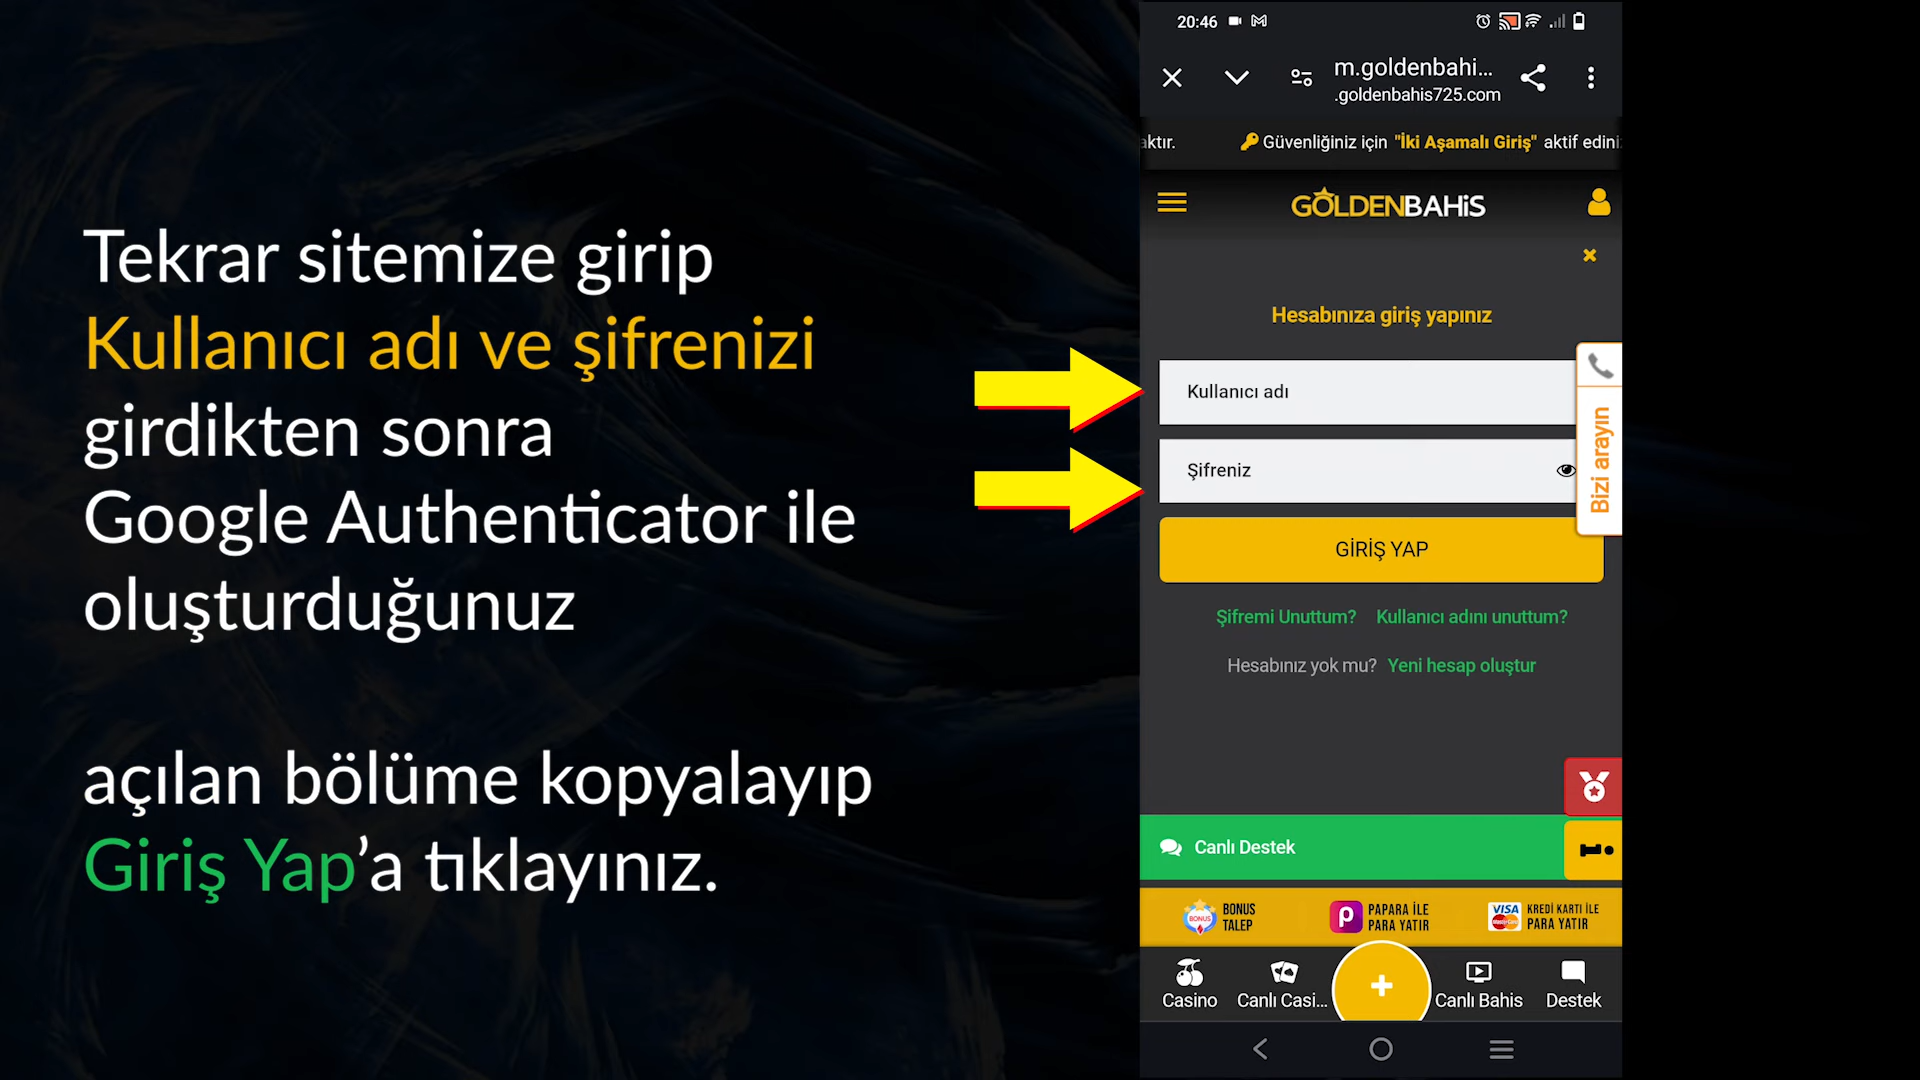 Tekrar sitemize girip
Kullanıcı adı ve şifrenizi
girdikten sonra
Google Authenticator ile
oluşturduğunuz
açılan bölüme kopyalayıp
Giriş Yap’a tıklayınız.
20:46
m.goldenbahi...
.goldenbahis725.com
aktır. Güvenliğiniz için "İki Aşamalı Giriş" aktif edini
GOLDENBAHiS
Hesabınıza giriş yapınız
Kullanıcı adı
Şifreniz
Bizi arayın
GİRİŞ YAP
Şifremi Unuttum? Kullanıcı adını unuttum?
Hesabınız yok mu? Yeni hesap oluştur
Canlı Destek
BONUS
BONUS TALEP
PAPARA İLE PARA YATIR
VISA
KREDİ KARTI İLE PARA YATIR
Casino Canlı Casi... Canlı Bahis Destek